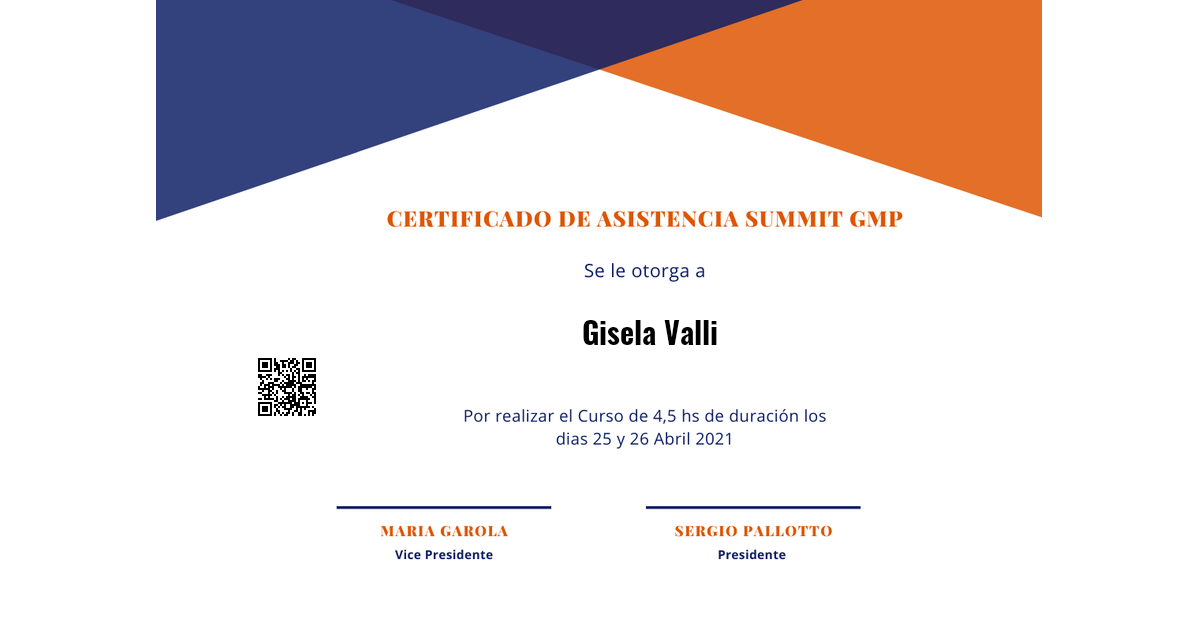 CERTIFICADO DE ASISTENCIA SUMMIT GMP
Se le otorga a
Gisela Valli
Por realizar el Curso de 4,5 hs de duración los
dias 25 y 26 Abril 2021
MARIA GAROLA
Vice Presidente
SERGIO PALLOTTO
Presidente